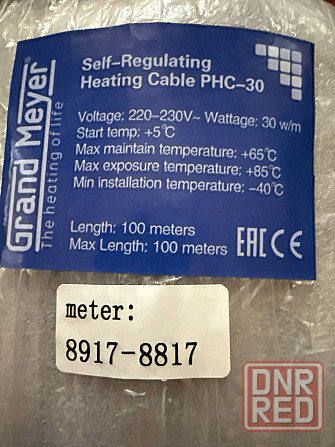 Grand Meyer®
The heating of life
Self-Regulating
Heating Cable PHC-30
Voltage: 220-230V~ Wattage: 30 w/m
Start temp: +5°C
Max maintain temperature: +65°C
Max exposure temperature: +85°C
Min installation temperature: -40°C
Length: 100 meters
Max Length: 100 meters
EAC CE
meter:
8917-8817
DNR
RED